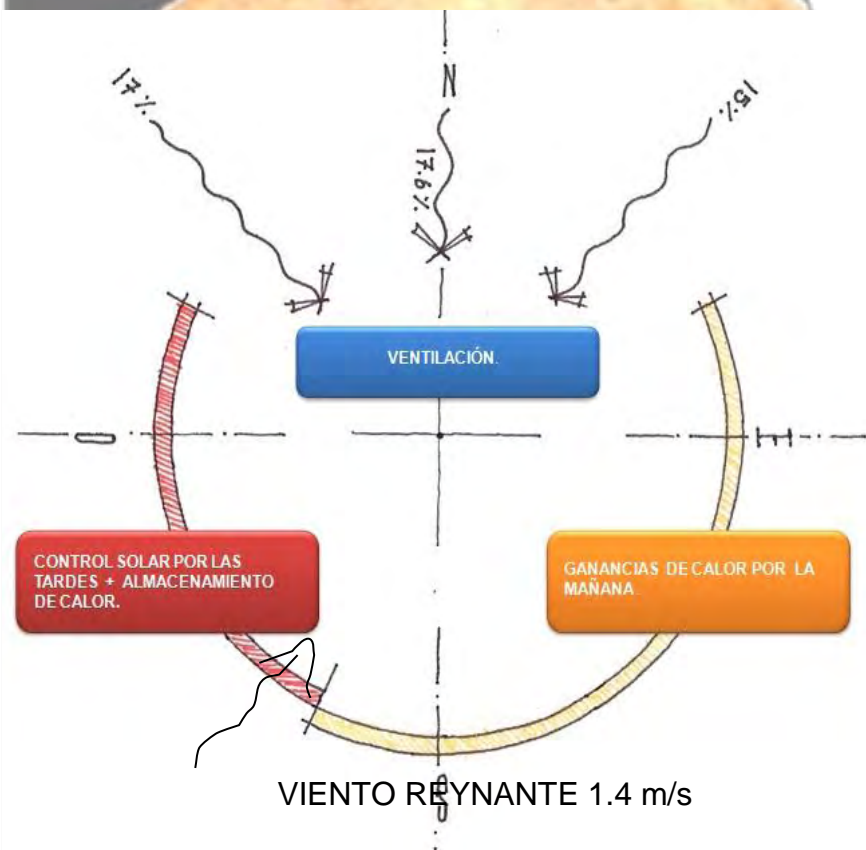 N
17%
17.6%
15%
VENTILACIÓN.
O
E
CONTROL SOLAR POR LAS
TARDES + ALMACENAMIENTO
DE CALOR.
GANANCIAS DE CALOR POR LA
MAÑANA
VIENTO REYNANTE 1.4 m/s
S